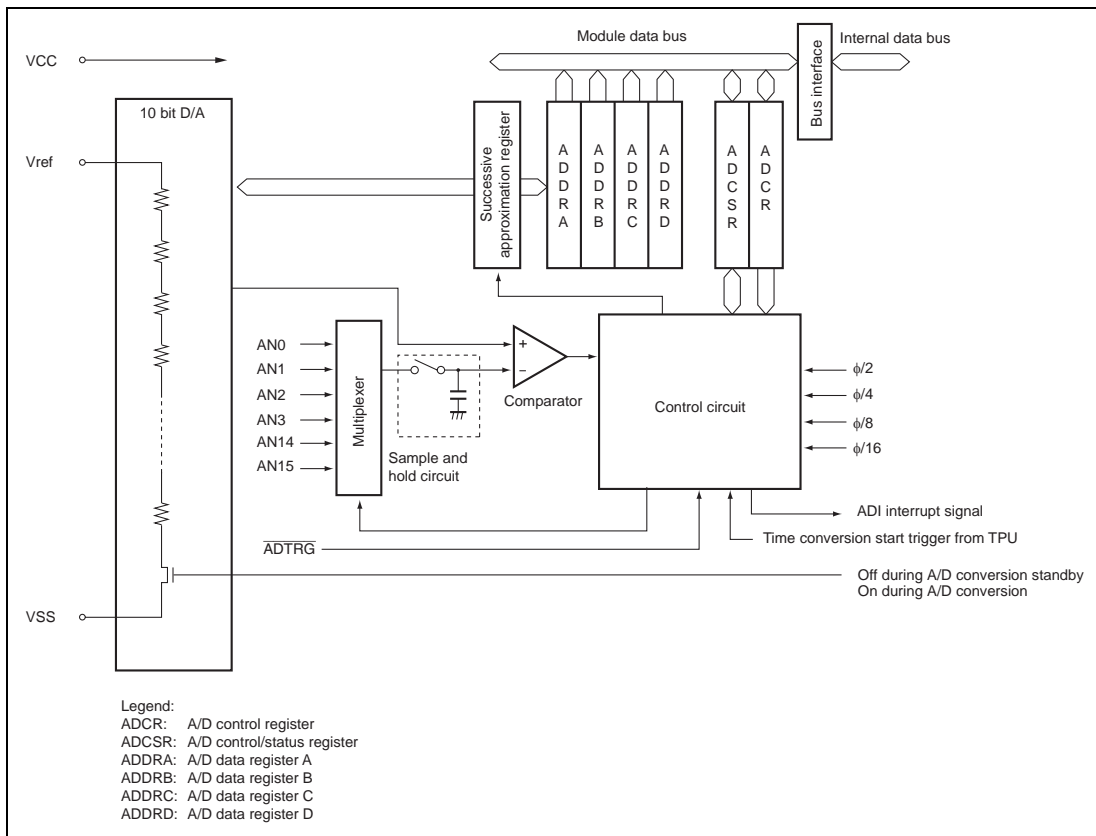 Module data bus
Internal data bus
VCC
Bus interface
10 bit D/A
Successive
approximation register
ADDRA
ADDRB
ADDRC
ADDRD
ADCSR
ADCR
Vref
AN0
AN1
AN2
AN3
AN14
AN15
Multiplexer
+
−
Comparator
Sample and
hold circuit
Control circuit
ϕ/2
ϕ/4
ϕ/8
ϕ/16
ADI interrupt signal
Time conversion start trigger from TPU
ADTRG
Off during A/D conversion standby
On during A/D conversion
VSS
Legend:
ADCR: A/D control register
ADCSR: A/D control/status register
ADDRA: A/D data register A
ADDRB: A/D data register B
ADDRC: A/D data register C
ADDRD: A/D data register D